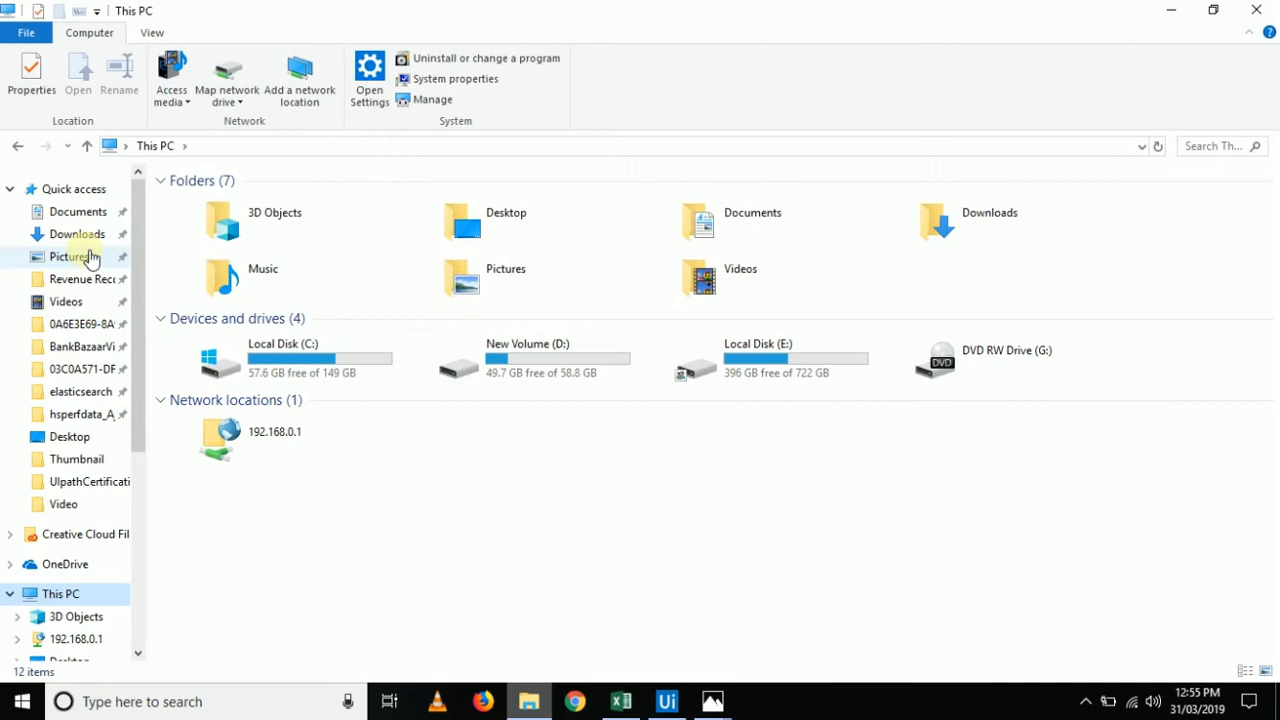 This PC
File Computer View
Properties Open Rename Access media Map network drive Add a network location Open Settings Uninstall or change a program System properties Manage
Location Network System
This PC
Search Th...
Quick access
Documents
Downloads
Pictures
Revenue Rec
Videos
0A6E3E69-8A
BankBazaarVi
03C0A571-DF
elasticsearch
hsperfdata_A
Desktop
Thumbnail
UIpathCertificati
Video
Creative Cloud Fil
OneDrive
This PC
3D Objects
192.168.0.1
Desktop
Folders (7)
3D Objects Desktop Documents Downloads
Music Pictures Videos
Devices and drives (4)
Local Disk (C:)
57.6 GB free of 149 GB
New Volume (D:)
49.7 GB free of 58.8 GB
Local Disk (E:)
396 GB free of 722 GB
DVD RW Drive (G:)
DVD
Network locations (1)
192.168.0.1
12 items
Type here to search
Ui
12:55 PM
31/03/2019